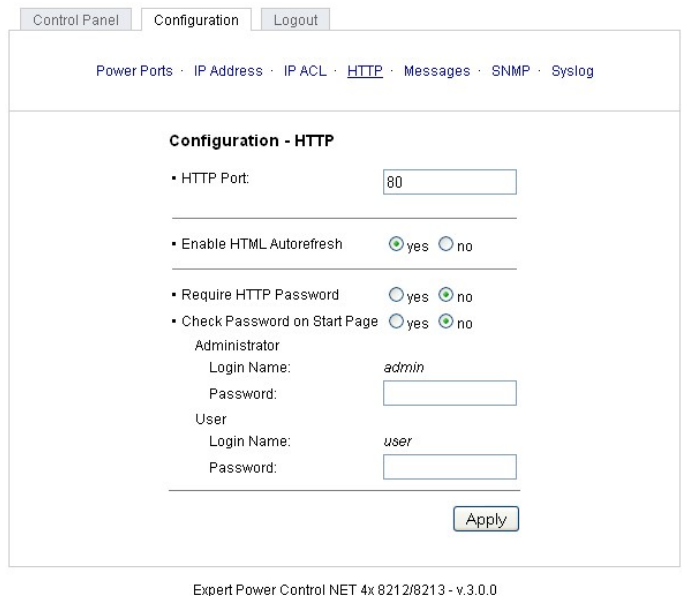 Control Panel Configuration Logout
Power Ports · IP Address · IP ACL · HTTP · Messages · SNMP · Syslog
Configuration - HTTP
▪ HTTP Port: 80
▪ Enable HTML Autorefresh yes no
▪ Require HTTP Password yes no
▪ Check Password on Start Page yes no
Administrator
Login Name: admin
Password:
User
Login Name: user
Password:
Apply
Expert Power Control NET 4x 8212/8213 - v.3.0.0